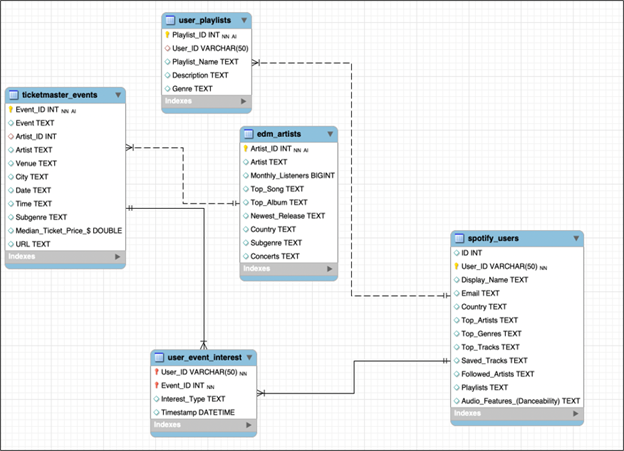 user_playlists
Playlist_ID INT NN AI
User_ID VARCHAR(50)
Playlist_Name TEXT
Description TEXT
Genre TEXT
Indexes
ticketmaster_events
Event_ID INT NN AI
Event TEXT
Artist_ID INT
Artist TEXT
Venue TEXT
City TEXT
Date TEXT
Time TEXT
Subgenre TEXT
Median_Ticket_Price_$ DOUBLE
URL TEXT
Indexes
edm_artists
Artist_ID INT NN AI
Artist TEXT
Monthly_Listeners BIGINT
Top_Song TEXT
Top_Album TEXT
Newest_Release TEXT
Country TEXT
Subgenre TEXT
Concerts TEXT
Indexes
spotify_users
ID INT
User_ID VARCHAR(50) NN
Display_Name TEXT
Email TEXT
Country TEXT
Top_Artists TEXT
Top_Genres TEXT
Top_Tracks TEXT
Saved_Tracks TEXT
Followed_Artists TEXT
Playlists TEXT
Audio_Features_(Danceability) TEXT
Indexes
user_event_interest
User_ID VARCHAR(50) NN
Event_ID INT NN
Interest_Type TEXT
Timestamp DATETIME
Indexes